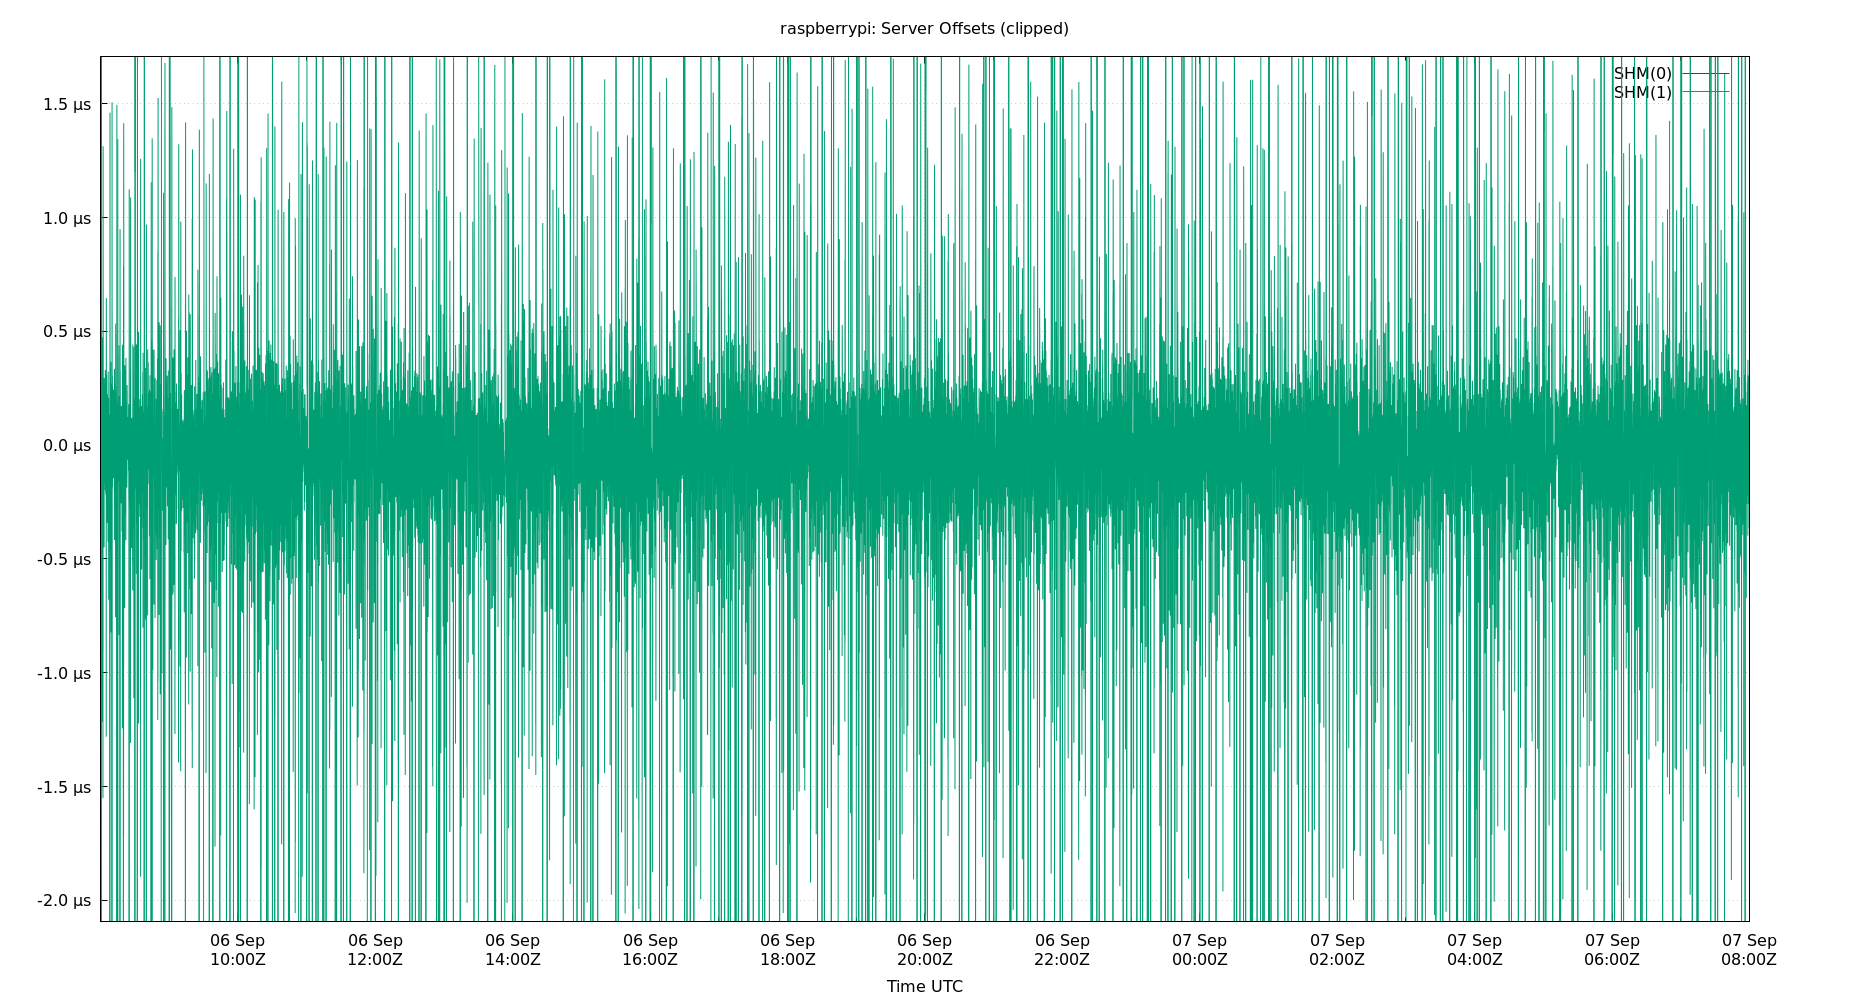 raspberrypi: Server Offsets (clipped)
SHM(0)
SHM(1)
1.5 µs
1.0 µs
0.5 µs
0.0 µs
-0.5 µs
-1.0 µs
-1.5 µs
-2.0 µs
06 Sep 06 Sep 06 Sep 06 Sep 06 Sep 06 Sep 06 Sep 07 Sep 07 Sep 07 Sep 07 Sep 07 Sep
10:00Z 12:00Z 14:00Z 16:00Z 18:00Z 20:00Z 22:00Z 00:00Z 02:00Z 04:00Z 06:00Z 08:00Z
Time UTC